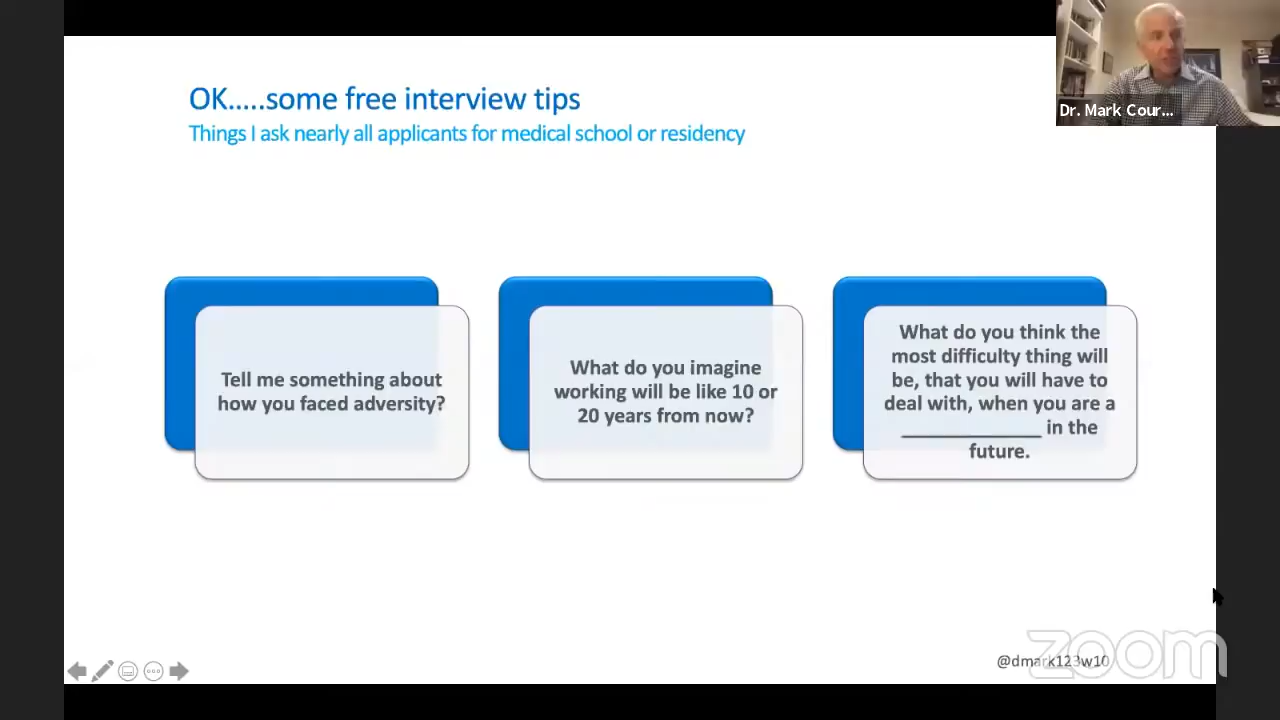 OK.....some free interview tips
Things I ask nearly all applicants for medical school or residency
Dr. Mark Cour...
Tell me something about
how you faced adversity?
What do you imagine
working will be like 10 or
20 years from now?
What do you think the
most difficulty thing will
be, that you will have to
deal with, when you are a
_____________ in the
future.
@dmark123w10
zoom